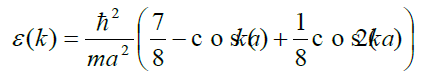 ε(k) = ħ²/ma² (7/8 − cos(ka) + 1/8 cos(2ka))